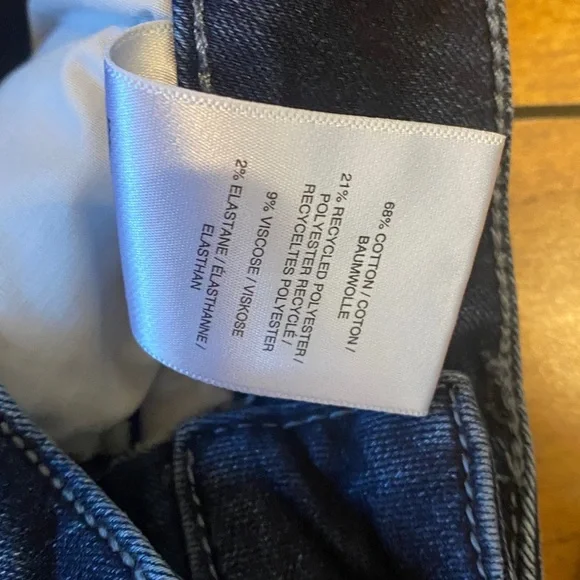 68% COTTON / COTON /
BAUMWOLLE
21% RECYCLED POLYESTER /
POLYESTER RECYCLÉ /
RECYCELTES POLYESTER
9% VISCOSE / VISKOSE
2% ELASTANE / ÉLASTHANNE /
ELASTHAN